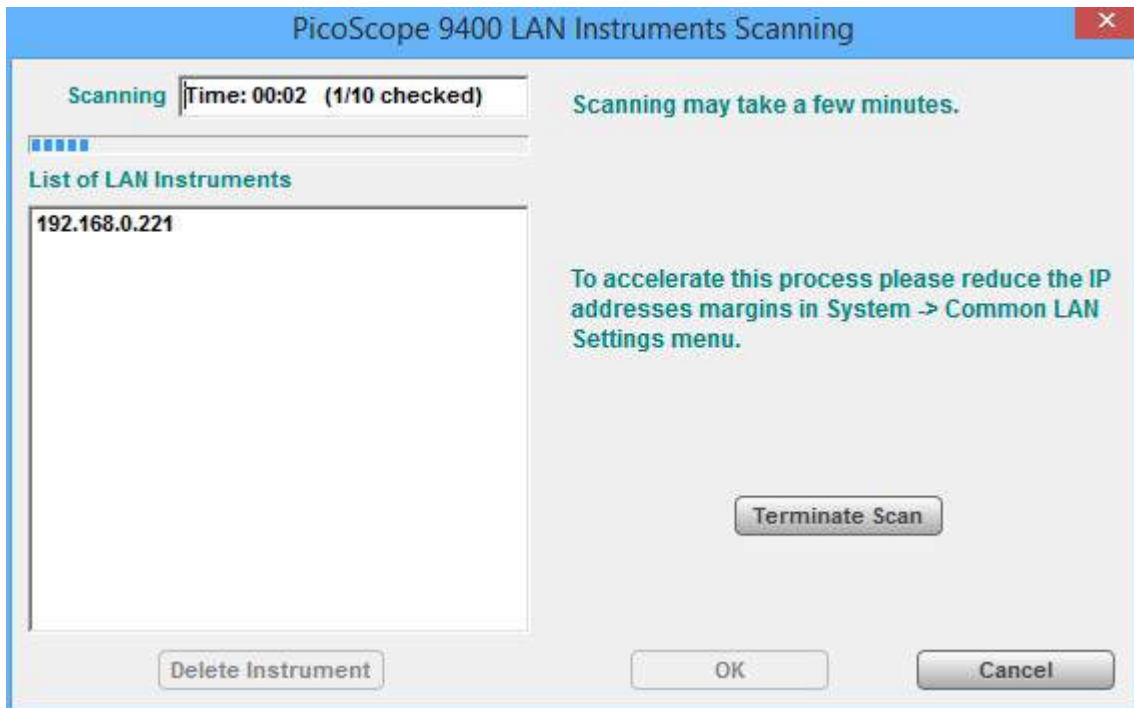 PicoScope 9400 LAN Instruments Scanning
Scanning Time: 00:02 (1/10 checked)
Scanning may take a few minutes.
List of LAN Instruments
192.168.0.221
To accelerate this process please reduce the IP
addresses margins in System -> Common LAN
Settings menu.
Terminate Scan
Delete Instrument
OK
Cancel